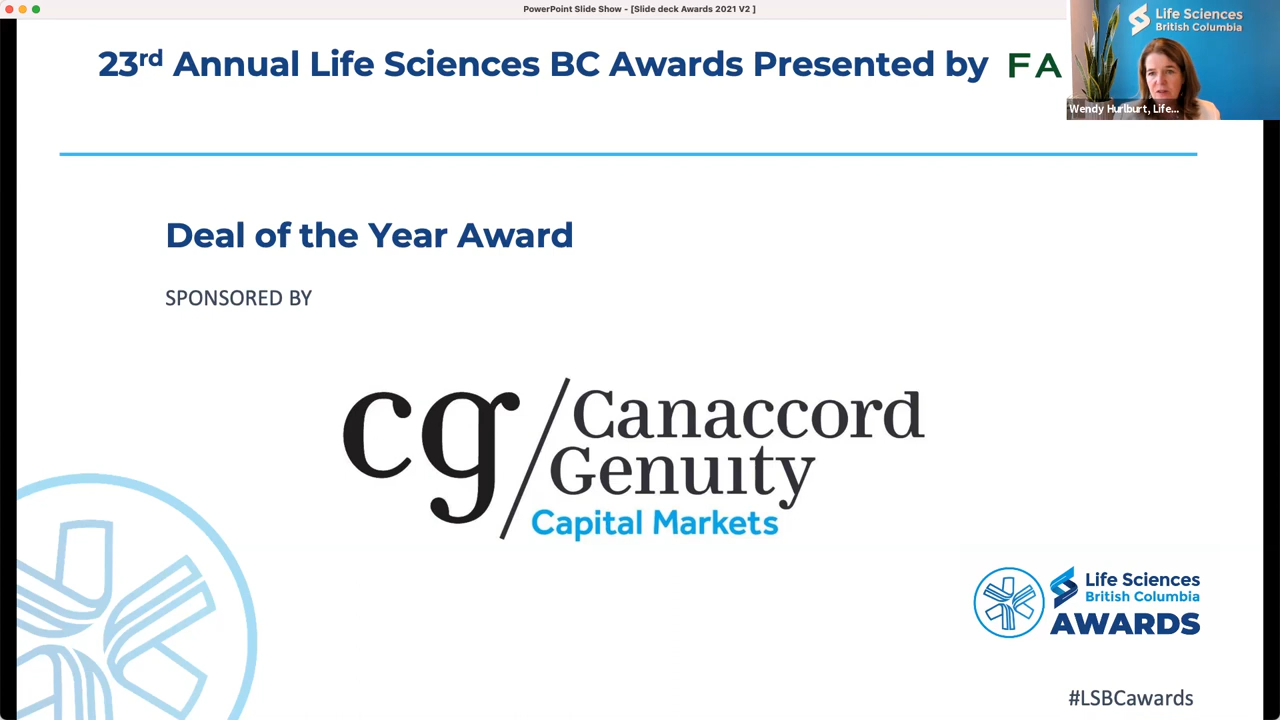 PowerPoint Slide Show - [Slide deck Awards 2021 V2 ]
23rd Annual Life Sciences BC Awards Presented by FA
Life Sciences
British Columbia
Wendy Hurlburt, Life...
Deal of the Year Award
SPONSORED BY
cg/Canaccord
Genuity
Capital Markets
Life Sciences
British Columbia
AWARDS
#LSBCawards